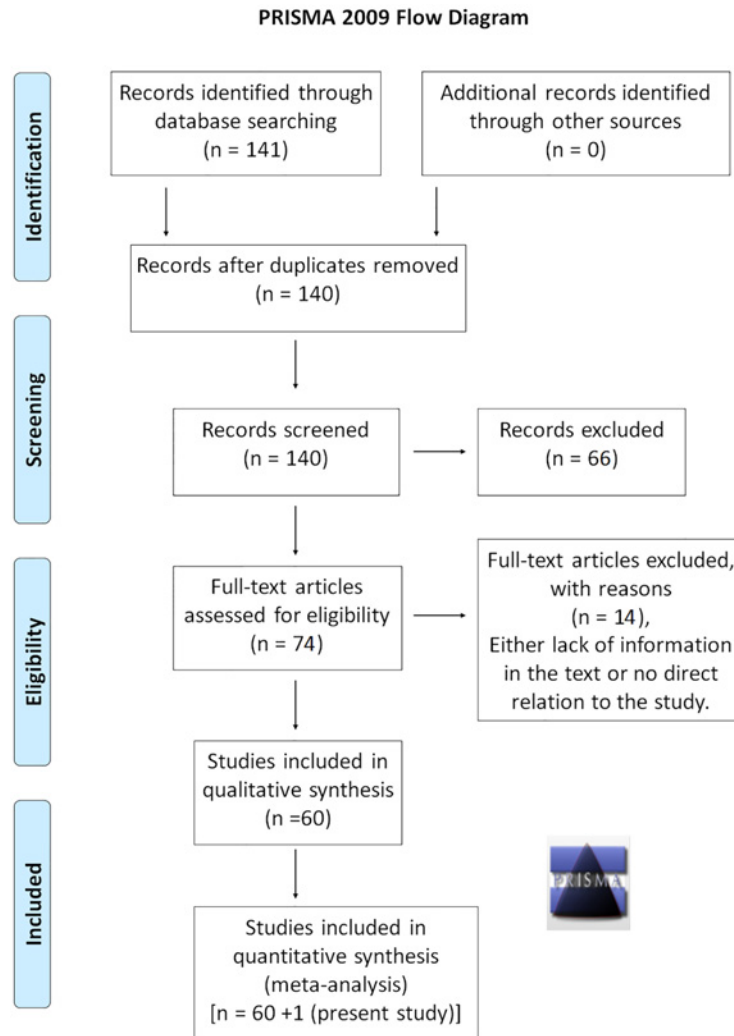 PRISMA 2009 Flow Diagram
Identification
Records identified through
database searching
(n = 141)
Additional records identified
through other sources
(n = 0)
Records after duplicates removed
(n = 140)
Screening
Records screened
(n = 140)
Records excluded
(n = 66)
Eligibility
Full-text articles
assessed for eligibility
(n = 74)
Full-text articles excluded,
with reasons
(n = 14),
Either lack of information
in the text or no direct
relation to the study.
Studies included in
qualitative synthesis
(n =60)
Included
Studies included in
quantitative synthesis
(meta-analysis)
[n = 60 +1 (present study)]
PRISMA